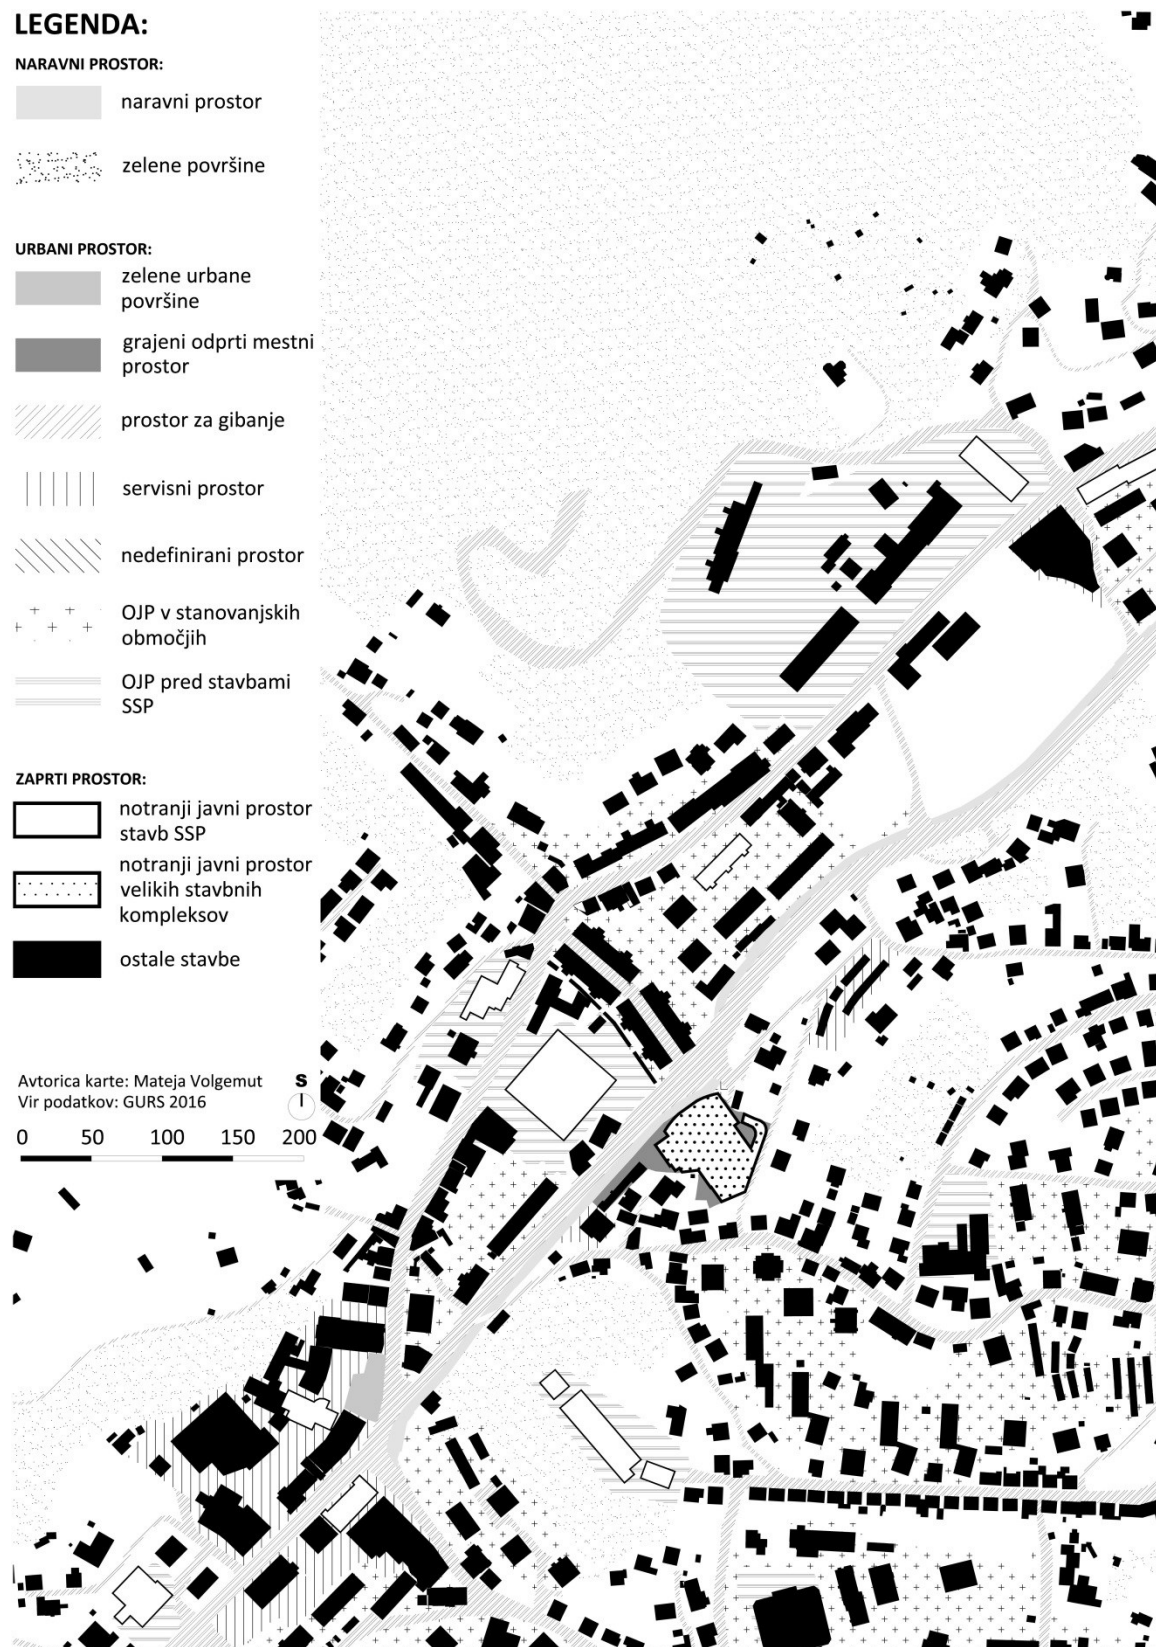 LEGENDA:
NARAVNI PROSTOR:
naravni prostor
zelene površine
URBANI PROSTOR:
zelene urbane
površine
grajeni odprti mestni
prostor
prostor za gibanje
servisni prostor
nedefinirani prostor
OJP v stanovanjskih
območjih
OJP pred stavbami
SSP
ZAPRTI PROSTOR:
notranji javni prostor
stavb SSP
notranji javni prostor
velikih stavbnih
kompleksov
ostale stavbe
Avtorica karte: Mateja Volgemut
Vir podatkov: GURS 2016
S
0 50 100 150 200